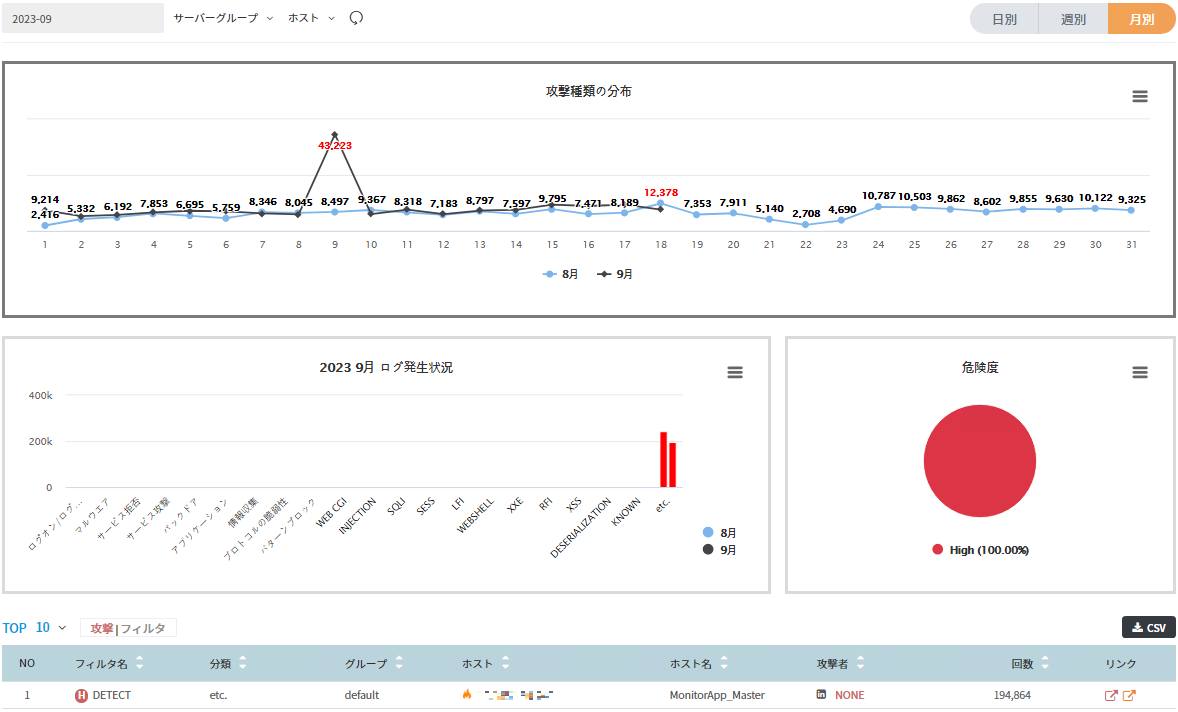 2023-09 サーバーグループ ホスト 日別 週別 月別
攻撃種類の分布
43,223
9,214 5,332 6,192 7,853 6,695 5,759 8,346 8,045 8,497 9,367 8,318 7,183 8,797 7,597 9,795 7,471 8,189 12,378 7,353 7,911 5,140 2,708 4,690 10,787 10,503 9,862 8,602 9,855 9,630 10,122 9,325
2,416
1 2 3 4 5 6 7 8 9 10 11 12 13 14 15 16 17 18 19 20 21 22 23 24 25 26 27 28 29 30 31
8月 9月
2023 9月 ログ発生状況
400k
200k
0
ログオン/ログ… マルウエア サービス拒否 サービス攻撃 バックドア アプリケーション 情報収集 プロトコルの脆弱性 パターンブロック WEB CGI INJECTION SQLI SESS LFI WEBSHELL XXE RFI XSS DESERIALIZATION KNOWN etc.
8月
9月
危険度
High (100.00%)
TOP 10 攻撃|フィルタ CSV
NO フィルタ名 分類 グループ ホスト ホスト名 攻撃者 回数 リンク
1 H DETECT etc. default MonitorApp_Master in NONE 194,864